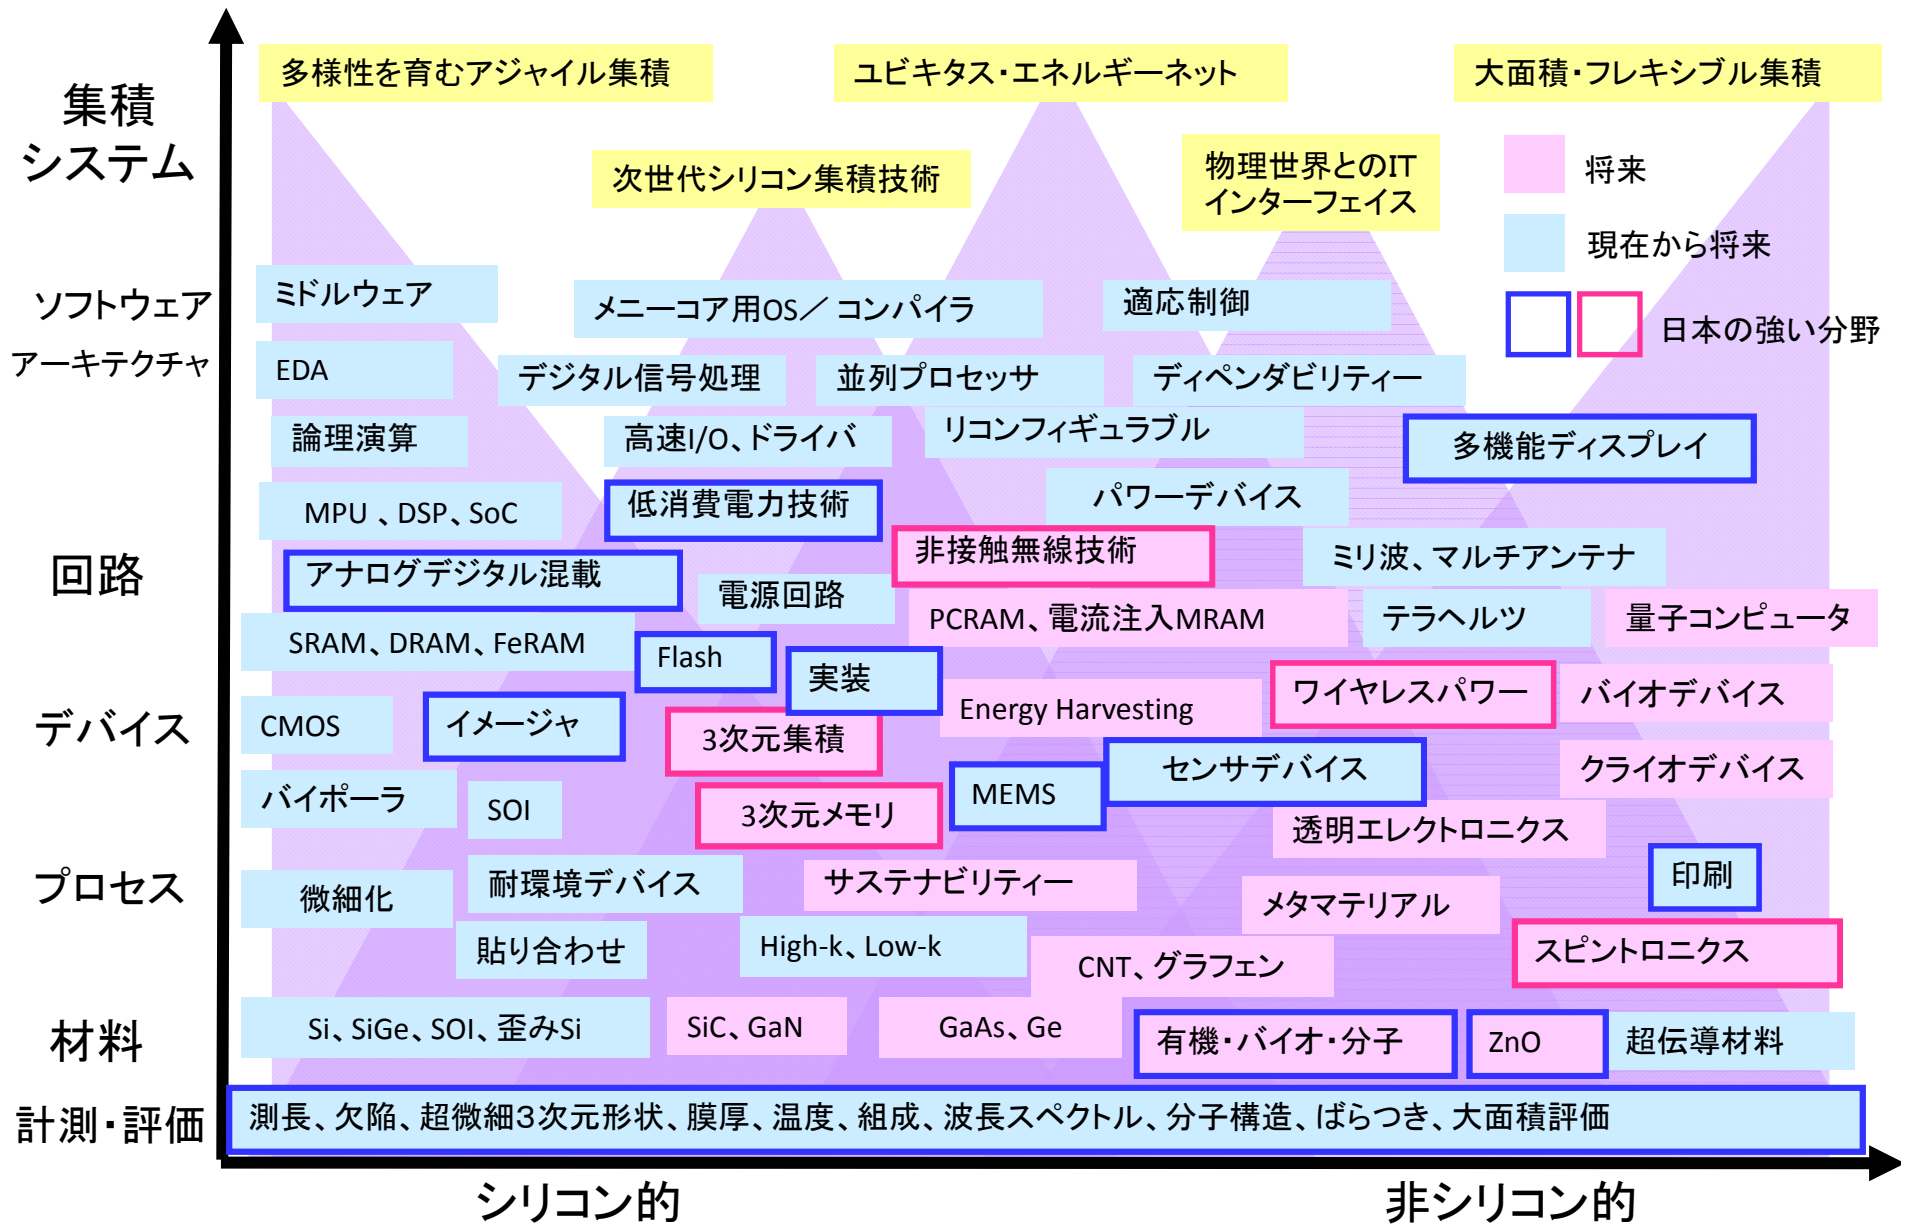 多様性を育むアジャイル集積
ユビキタス・エネルギーネット
大面積・フレキシブル集積
集積
システム
次世代シリコン集積技術
物理世界とのIT
インターフェイス
将来
現在から将来
日本の強い分野
ソフトウェア
ミドルウェア
メニーコア用OS／ コンパイラ
適応制御
アーキテクチャ
EDA
デジタル信号処理
並列プロセッサ
ディペンダビリティー
論理演算
高速I/O、ドライバ
リコンフィギュラブル
多機能ディスプレイ
MPU 、DSP、SoC
低消費電力技術
パワーデバイス
回路
アナログデジタル混載
電源回路
非接触無線技術
ミリ波、マルチアンテナ
SRAM、DRAM、FeRAM
Flash
実装
PCRAM、電流注入MRAM
テラヘルツ
量子コンピュータ
デバイス
CMOS
イメージャ
3次元集積
Energy Harvesting
ワイヤレスパワー
バイオデバイス
バイポーラ
SOI
3次元メモリ
MEMS
センサデバイス
クライオデバイス
透明エレクトロニクス
プロセス
微細化
耐環境デバイス
サステナビリティー
メタマテリアル
印刷
貼り合わせ
High-k、Low-k
CNT、グラフェン
スピントロニクス
材料
Si、SiGe、SOI、歪みSi
SiC、GaN
GaAs、Ge
有機・バイオ・分子
ZnO
超伝導材料
計測・評価
測長、欠陥、超微細３次元形状、膜厚、温度、組成、波長スペクトル、分子構造、ばらつき、大面積評価
シリコン的
非シリコン的